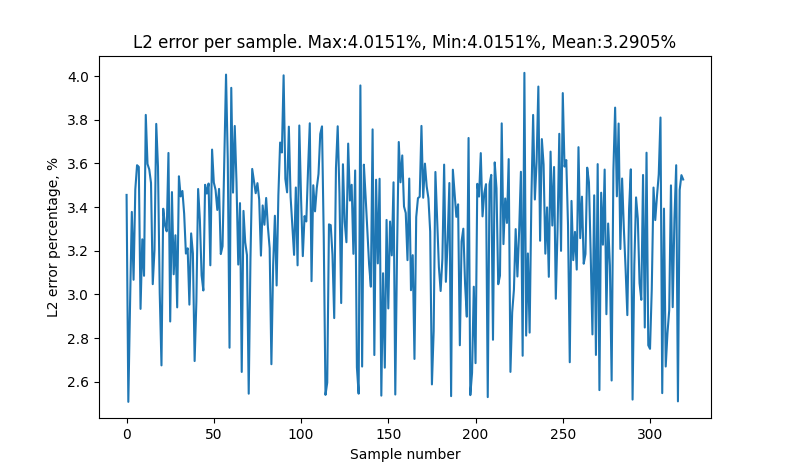 L2 error per sample. Max:4.0151%, Min:4.0151%, Mean:3.2905%
4.0
3.8
3.6
3.4
3.2
3.0
2.8
2.6
L2 error percentage, %
0 50 100 150 200 250 300
Sample number